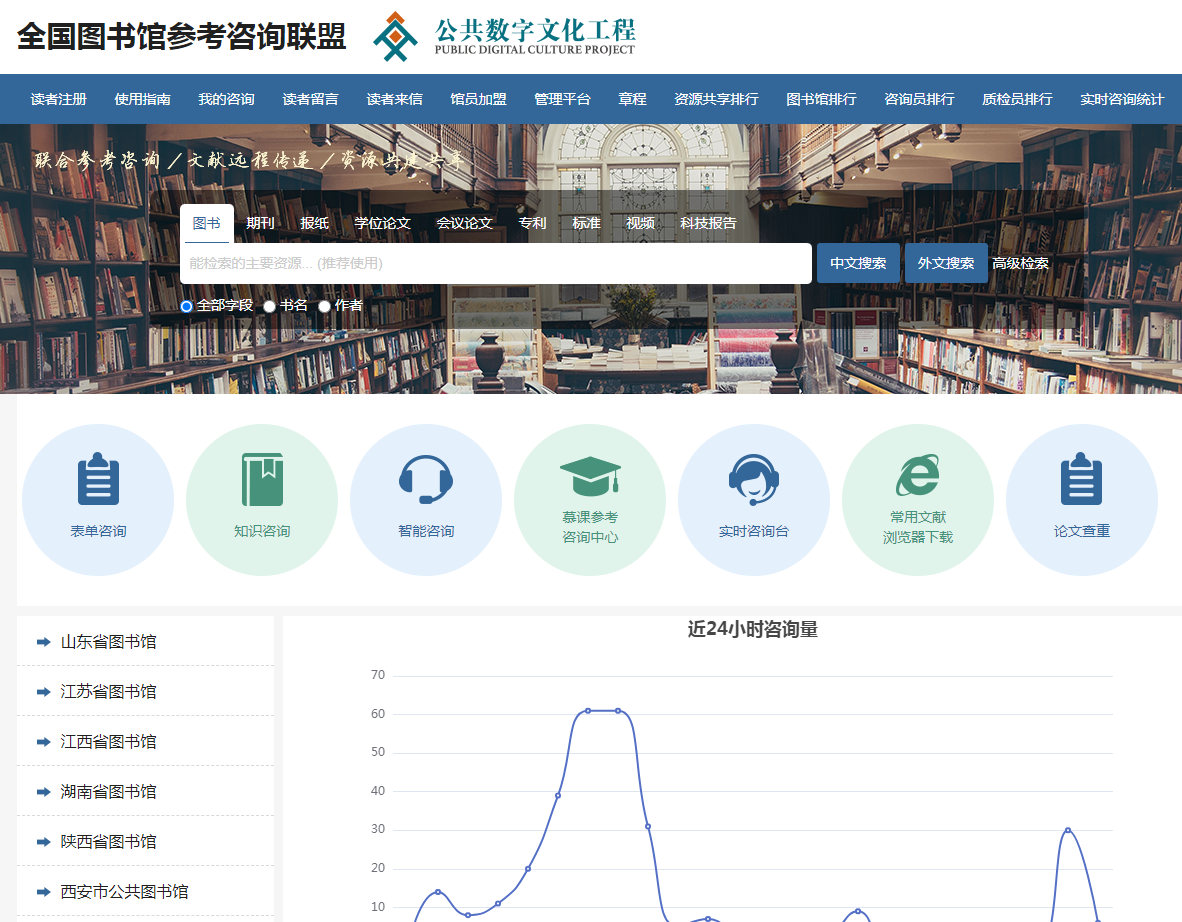 全国图书馆参考咨询联盟
公共数字文化工程
PUBLIC DIGITAL CULTURE PROJECT
读者注册 使用指南 我的咨询 读者留言 读者来信 馆员加盟 管理平台 章程 资源共享排行 图书馆排行 咨询员排行 质检员排行 实时咨询统计
联合参考咨询／文献远程传递／资源共建共享
图书 期刊 报纸 学位论文 会议论文 专利 标准 视频 科技报告
能检索的主要资源... (推荐使用) 中文搜索 外文搜索 高级检索
全部字段 书名 作者
表单咨询
知识咨询
智能咨询
慕课参考
咨询中心
实时咨询台
常用文献
浏览器下载
论文查重
山东省图书馆
江苏省图书馆
江西省图书馆
湖南省图书馆
陕西省图书馆
西安市公共图书馆
近24小时咨询量
70
60
50
40
30
20
10